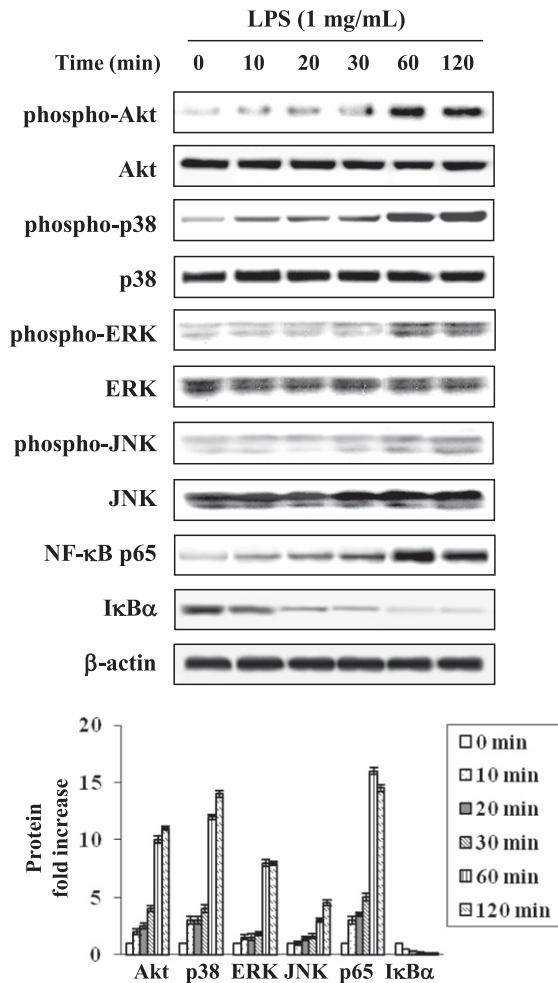 LPS (1 mg/mL)
Time (min) 0 10 20 30 60 120
phospho-Akt
Akt
phospho-p38
p38
phospho-ERK
ERK
phospho-JNK
JNK
NF-κB p65
IκBα
β-actin
Protein
fold increase
20
15
10
5
0
Akt p38 ERK JNK p65 IκBα
0 min
10 min
20 min
30 min
60 min
120 min